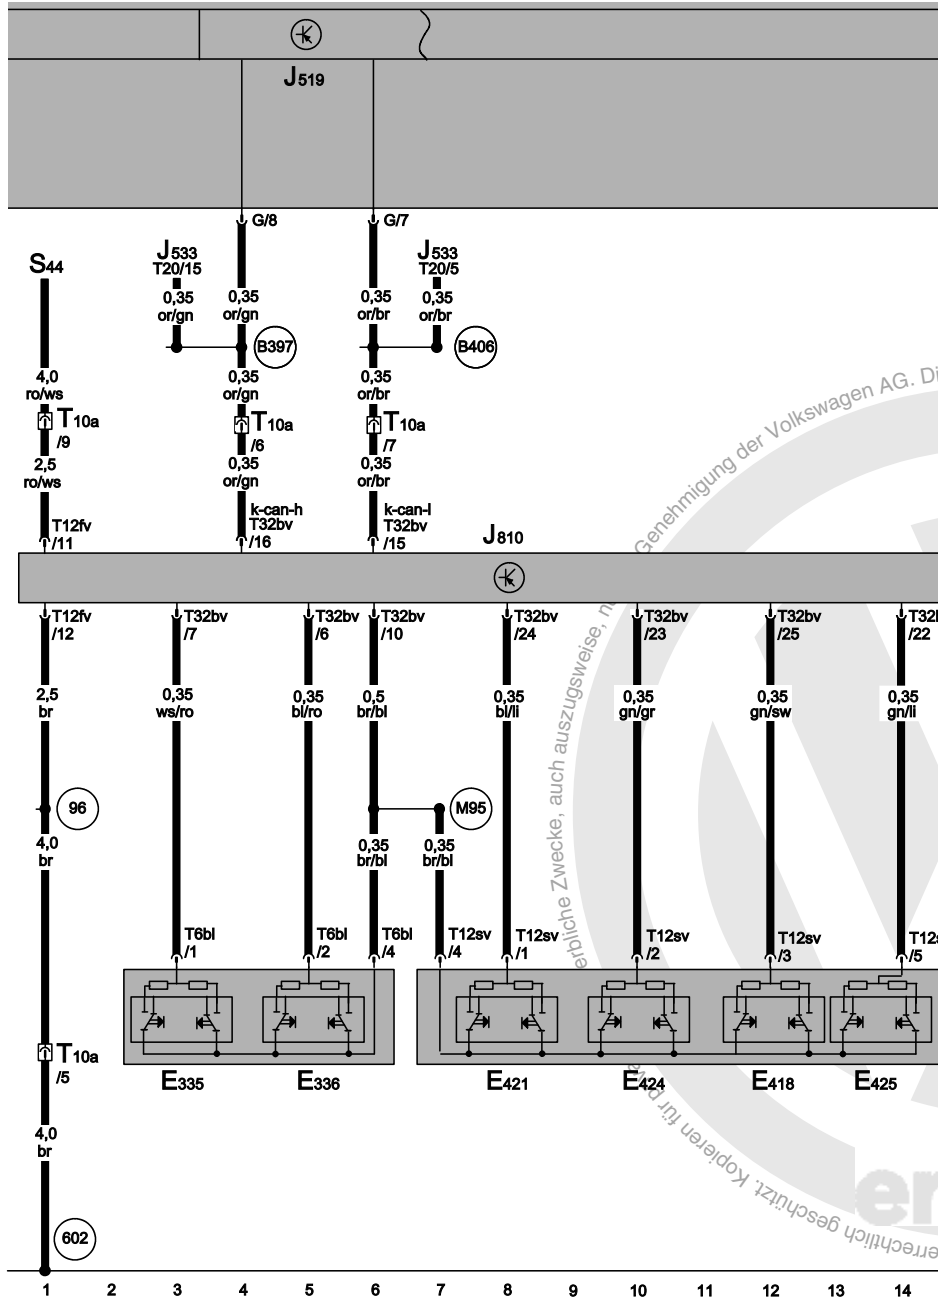 J519
G/8
G/7
S44
J533
T20/15
J533
T20/5
0,35
or/gn
0,35
or/gn
0,35
or/br
0,35
or/br
B397
B406
4,0
ro/ws
0,35
or/gn
0,35
or/br
T10a
/9
T10a
/6
T10a
/7
2,5
ro/ws
0,35
or/gn
0,35
or/br
T12fv
/11
k-can-h
T32bv
/16
k-can-l
T32bv
/15
J810
T12fv
/12
T32bv
/7
T32bv
/6
T32bv
/10
T32bv
/24
T32bv
/23
T32bv
/25
/22
2,5
br
0,35
ws/ro
0,35
bl/ro
0,5
br/bl
0,35
bl/li
0,35
gn/gr
0,35
gn/sw
0,35
gn/li
96
M95
4,0
br
0,35
br/bl
0,35
br/bl
T6bl
/1
T6bl
/2
T6bl
/4
T12sv
/4
T12sv
/1
T12sv
/2
T12sv
/3
/5
T10a
/5
E335
E336
E421
E424
E418
E425
4,0
br
602
1 2 3 4 5 6 7 8 9 10 11 12 13 14
erbliche Zwecke, auch auszugsweise,
Genehmigung der Volkswagen AG.
errechtlich geschützt. Kopieren für